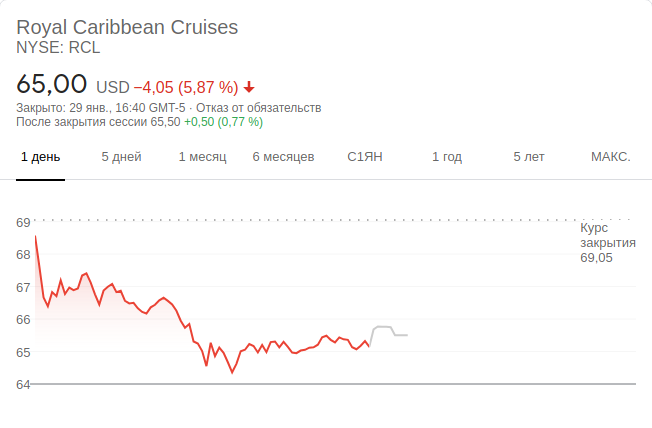 Royal Caribbean Cruises
NYSE: RCL
65,00 USD −4,05 (5,87 %)
Закрыто: 29 янв., 16:40 GMT-5 · Отказ от обязательств
После закрытия сессии 65,50 +0,50 (0,77 %)
1 день 5 дней 1 месяц 6 месяцев С1ЯН 1 год 5 лет МАКС.
69
Курс
закрытия
69,05
68
67
66
65
64